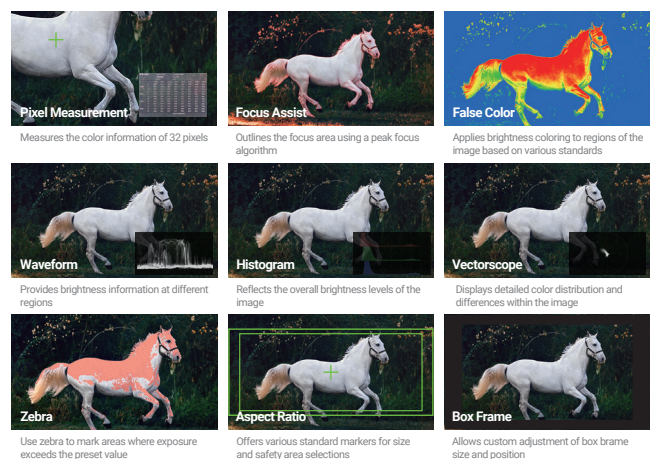 Pixel Measurement
Measures the color information of 32 pixels
Focus Assist
Outlines the focus area using a peak focus
algorithm
False Color
Applies brightness coloring to regions of the
image based on various standards
Waveform
Provides brightness information at different
regions
Histogram
Reflects the overall brightness levels of the
image
Vectorscope
Displays detailed color distribution and
differences within the image
Zebra
Use zebra to mark areas where exposure
exceeds the preset value
Aspect Ratio
Offers various standard markers for size
and safety area selections
Box Frame
Allows custom adjustment of box brame
size and position